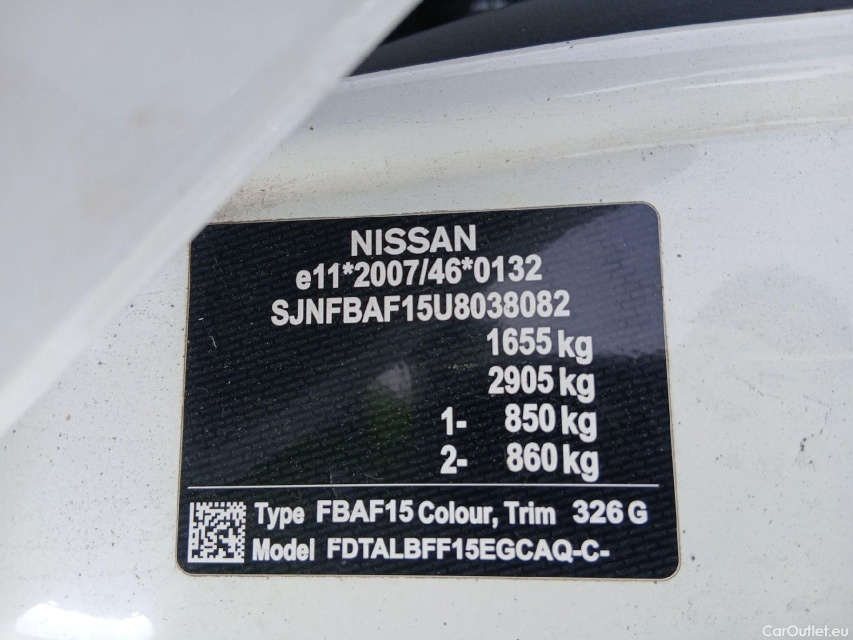 NISSAN
e11*2007/46*0132
SJNFBAF15U8038082
1655 kg
2905 kg
1- 850 kg
2- 860 kg
Type FBAF15 Colour, Trim 326 G
Model FDTALBFF15EGCAQ-C-
CarOutlet.eu